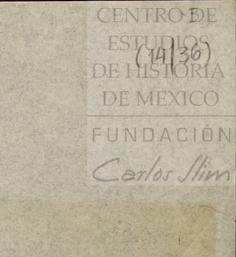 CENTRO DE
ESTUDIOS
(14/36)
DE HISTORIA
DE MEXICO
FUNDACIÓN
Carlos Slim